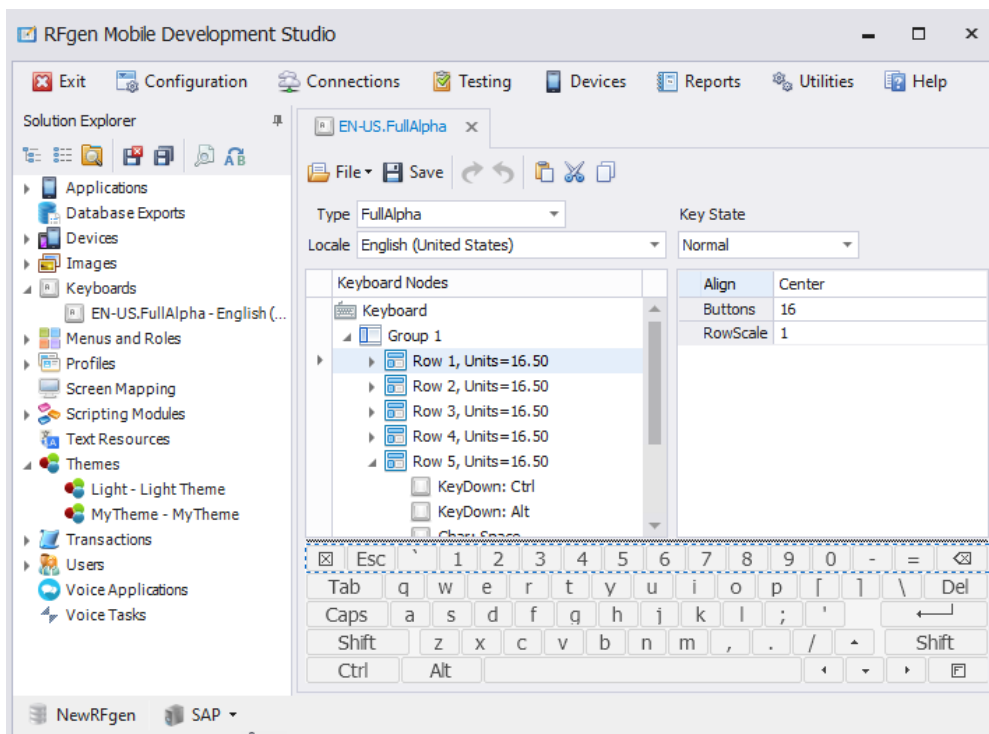 RFgen Mobile Development Studio
Exit Configuration Connections Testing Devices Reports Utilities Help
Solution Explorer
Applications
Database Exports
Devices
Images
Keyboards
EN-US.FullAlpha - English (...
Menus and Roles
Profiles
Screen Mapping
Scripting Modules
Text Resources
Themes
Light - Light Theme
MyTheme - MyTheme
Transactions
Users
Voice Applications
Voice Tasks
EN-US.FullAlpha
File Save
Type FullAlpha
Locale English (United States)
Key State
Normal
Keyboard Nodes
Keyboard
Group 1
Row 1, Units=16.50
Row 2, Units=16.50
Row 3, Units=16.50
Row 4, Units=16.50
Row 5, Units=16.50
KeyDown: Ctrl
KeyDown: Alt
Char: Space
Align Center
Buttons 16
RowScale 1
Esc ` 1 2 3 4 5 6 7 8 9 0 - =
Tab q w e r t y u i o p [ ] \ Del
Caps a s d f g h j k l ; '
Shift z x c v b n m , . / Shift
Ctrl Alt
NewRFgen SAP